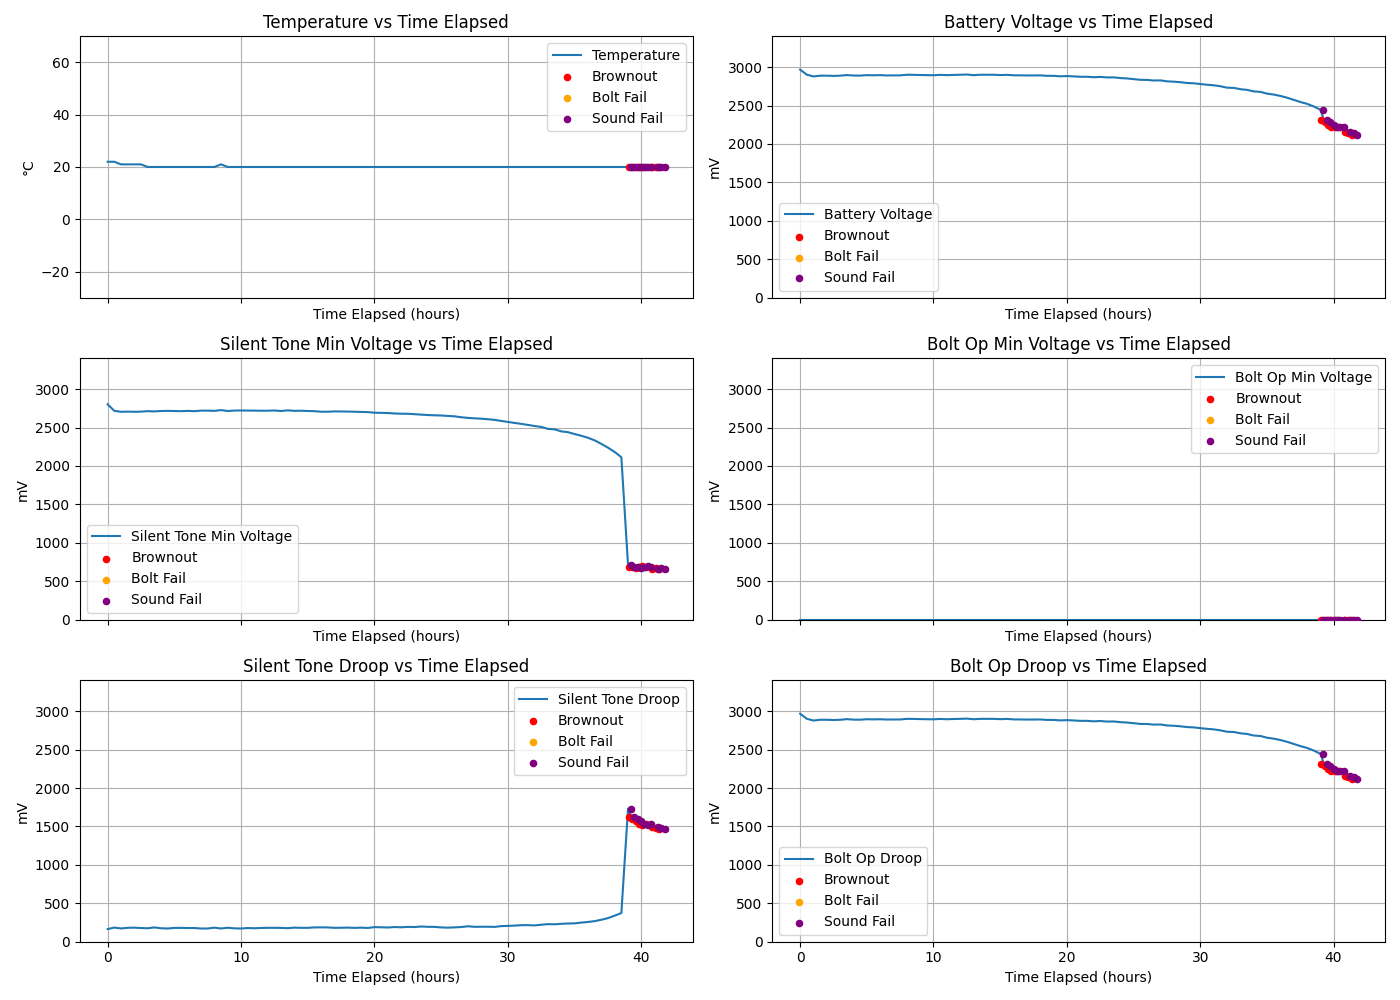 Temperature vs Time Elapsed
60
40
20
0
−20
°C
Temperature
Brownout
Bolt Fail
Sound Fail
Time Elapsed (hours)
Battery Voltage vs Time Elapsed
3000
2500
2000
1500
1000
500
0
mV
Battery Voltage
Brownout
Bolt Fail
Sound Fail
Time Elapsed (hours)
Silent Tone Min Voltage vs Time Elapsed
3000
2500
2000
1500
1000
500
0
mV
Silent Tone Min Voltage
Brownout
Bolt Fail
Sound Fail
Time Elapsed (hours)
Bolt Op Min Voltage vs Time Elapsed
3000
2500
2000
1500
1000
500
0
mV
Bolt Op Min Voltage
Brownout
Bolt Fail
Sound Fail
Time Elapsed (hours)
Silent Tone Droop vs Time Elapsed
3000
2500
2000
1500
1000
500
0
mV
Silent Tone Droop
Brownout
Bolt Fail
Sound Fail
0 10 20 30 40
Time Elapsed (hours)
Bolt Op Droop vs Time Elapsed
3000
2500
2000
1500
1000
500
0
mV
Bolt Op Droop
Brownout
Bolt Fail
Sound Fail
0 10 20 30 40
Time Elapsed (hours)